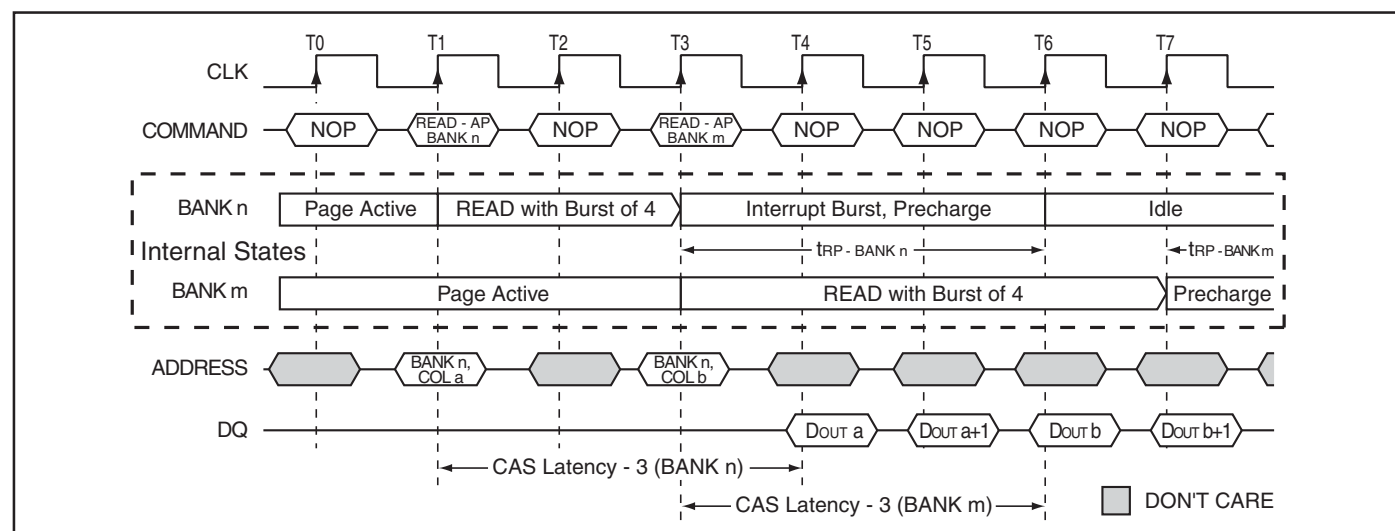 T0 T1 T2 T3 T4 T5 T6 T7
CLK
COMMAND NOP READ - AP BANK n NOP READ - AP BANK m NOP NOP NOP NOP
BANK n Page Active READ with Burst of 4 Interrupt Burst, Precharge Idle
Internal States tRP - BANK n tRP - BANK m
BANK m Page Active READ with Burst of 4 Precharge
ADDRESS BANK n, COL a BANK n, COL b
DQ DOUT a DOUT a+1 DOUT b DOUT b+1
CAS Latency - 3 (BANK n)
CAS Latency - 3 (BANK m) DON'T CARE